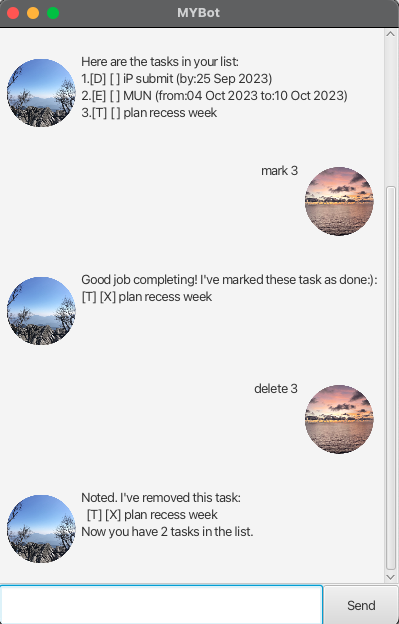 MYBot
Here are the tasks in your list:
1.[D] [ ] iP submit (by:25 Sep 2023)
2.[E] [ ] MUN (from:04 Oct 2023 to:10 Oct 2023)
3.[T] [ ] plan recess week
mark 3
Good job completing! I've marked these task as done:):
[T] [X] plan recess week
delete 3
Noted. I've removed this task:
[T] [X] plan recess week
Now you have 2 tasks in the list.
Send